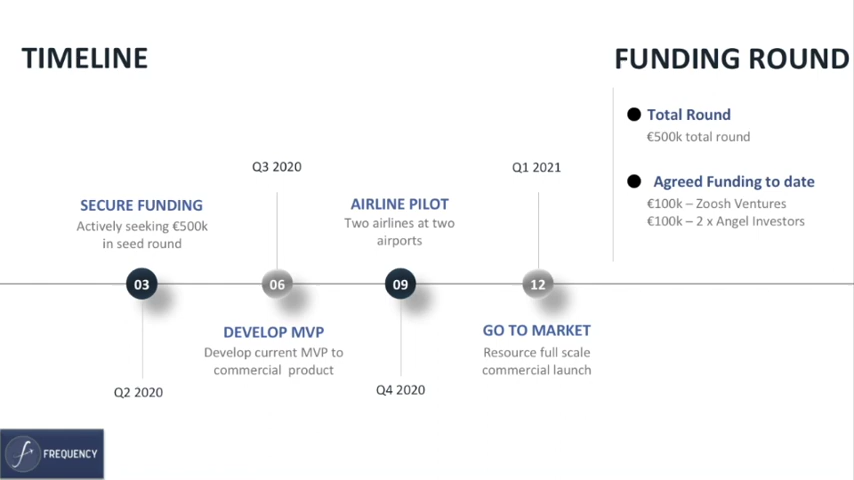 TIMELINE
FUNDING ROUND
Total Round
€500k total round
Agreed Funding to date
€100k – Zoosh Ventures
€100k – 2 x Angel Investors
Q3 2020
Q1 2021
SECURE FUNDING
Actively seeking €500k
in seed round
AIRLINE PILOT
Two airlines at two
airports
03
06
09
12
DEVELOP MVP
Develop current MVP to
commercial product
GO TO MARKET
Resource full scale
commercial launch
Q2 2020
Q4 2020
f FREQUENCY